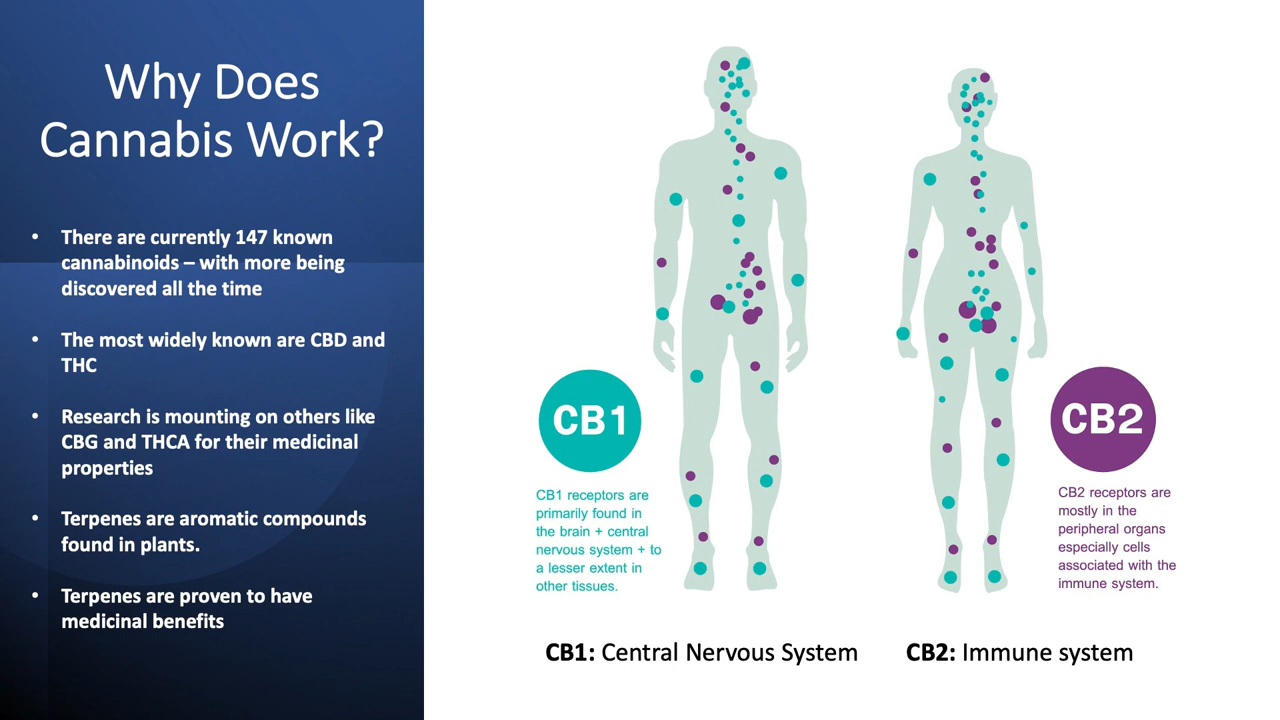 Why Does
Cannabis Work?
• There are currently 147 known
cannabinoids – with more being
discovered all the time
• The most widely known are CBD and
THC
• Research is mounting on others like
CBG and THCA for their medicinal
properties
• Terpenes are aromatic compounds
found in plants.
• Terpenes are proven to have
medicinal benefits
CB1
CB1 receptors are
primarily found in
the brain + central
nervous system + to
a lesser extent in
other tissues.
CB2
CB2 receptors are
mostly in the
peripheral organs
especially cells
associated with the
immune system.
CB1: Central Nervous System
CB2: Immune system